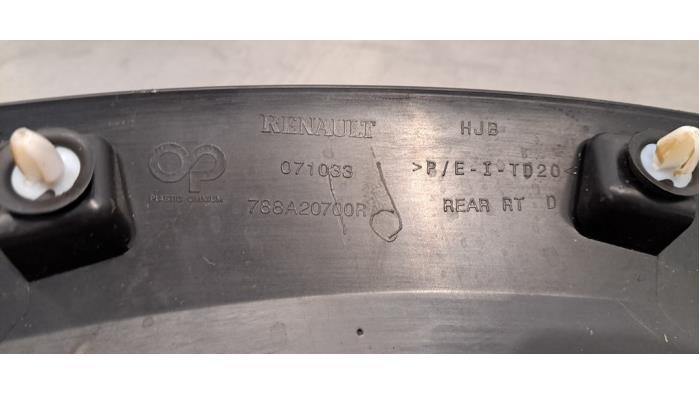 RENAULT
HJB
071033
>P/E-I-TD20<
PLASTIC OMNIUM
788A20700R
REAR RT D